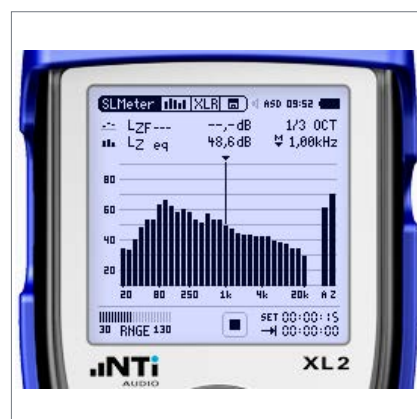 SLMeter XLR ASD 09:52
LZF--- --,-dB 1/3 OCT
LZ eq 48,6dB M 1,00kHz
80
60
40
20
20 80 250 1k 4k 20k A Z
30 RNGE 130
SET 00:00:15
00:00:00
NTi
AUDIO
XL2